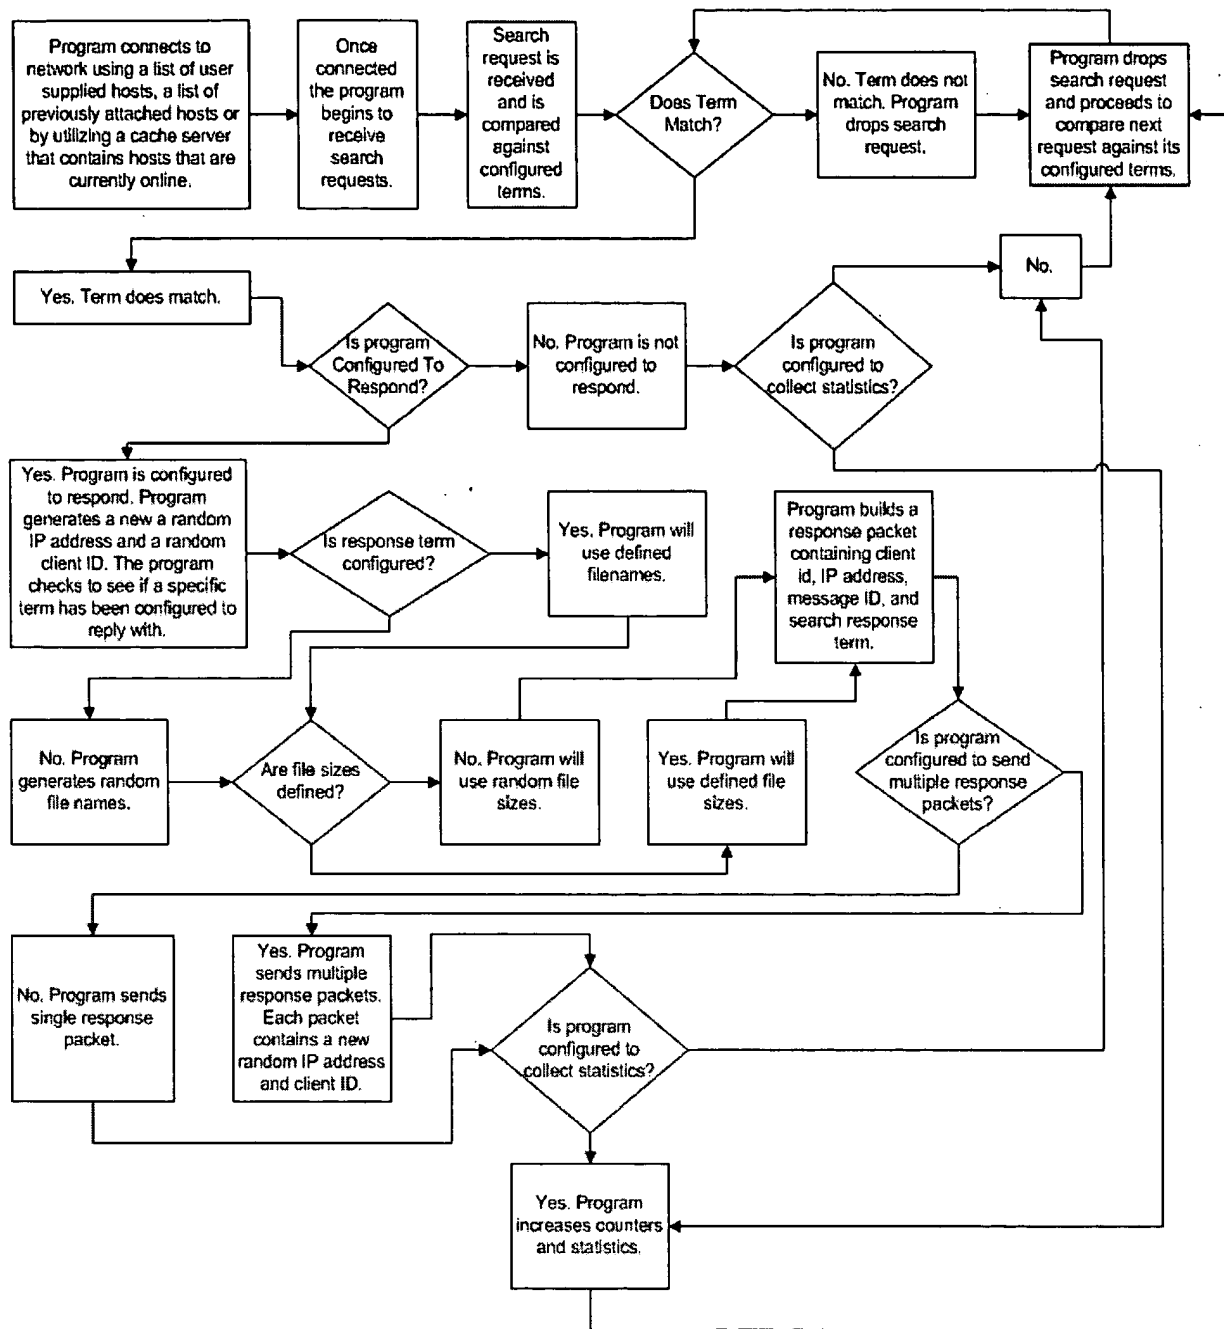 Program connects to
network using a list of user
supplied hosts, a list of
previously attached hosts or
by utilizing a cache server
that contains hosts that are
currently online.
Once
connected
the program
begins to
receive
search
requests.
Search
request is
received
and is
compared
against
configured
terms.
Does Term
Match?
No. Term does not
match. Program
drops search
request.
Program drops
search request
and proceeds to
compare next
request against its
configured terms.
Yes. Term does match.
Is program
Configured To
Respond?
No. Program is not
configured to
respond.
Is program
configured to
collect statistics?
No.
Yes. Program is configured
to respond. Program
generates a new a random
IP address and a random
client ID. The program
checks to see if a specific
term has been configured to
reply with.
Is response term
configured?
Yes. Program will
use defined
filenames.
Program builds a
response packet
containing client
id, IP address,
message ID, and
search response
term.
No. Program
generates random
file names.
Are file sizes
defined?
No. Program will
use random file
sizes.
Yes. Program will
use defined file
sizes.
Is program
configured to send
multiple response
packets?
No. Program sends
single response
packet.
Yes. Program
sends multiple
response packets.
Each packet
contains a new
random IP address
and client ID.
Is program
configured to
collect statistics?
Yes. Program
increases counters
and statistics.